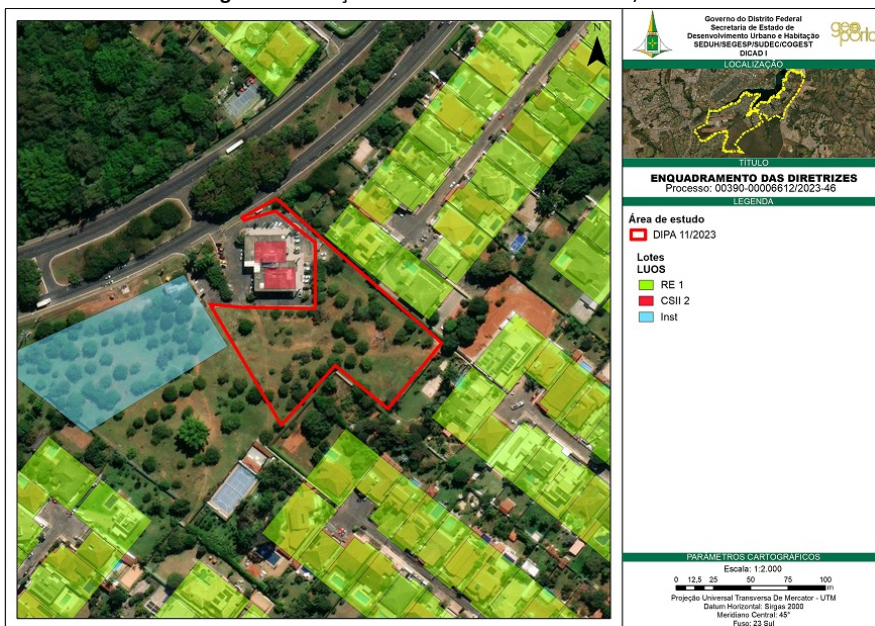 N
Governo do Distrito Federal
Secretaria de Estado de
Desenvolvimento Urbano e Habitação
SEDUH/SEGESP/SUDEC/COGEST
DICAD I
geo
LOCALIZAÇÃO
TÍTULO
ENQUADRAMENTO DAS DIRETRIZES
Processo: 00390-00006612/2023-46
LEGENDA
Área de estudo
DIPA 11/2023
Lotes
LUOS
RE 1
CSII 2
Inst
PARÂMETROS CARTOGRÁFICOS
Escala: 1:2.000
0 12,5 25 50 75 100
m
Projeção Universal Transversa De Mercator - UTM
Datum Horizontal: Sirgas 2000
Meridiano Central: 45°
Fuso: 23 Sul